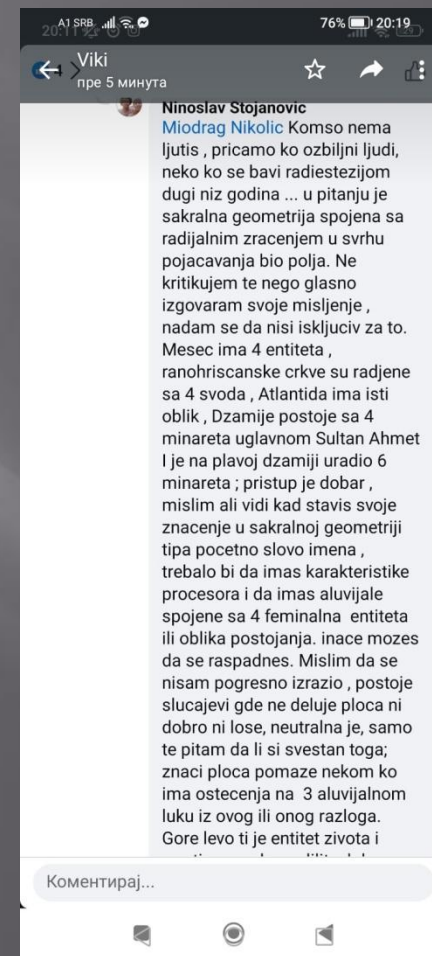 A1 SRB
76% 20:19
Viki
пре 5 минута
Ninoslav Stojanovic
Miodrag Nikolic Komso nema
ljutis , pricamo ko ozbiljni ljudi,
neko ko se bavi radiestezijom
dugi niz godina ... u pitanju je
sakralna geometrija spojena sa
radijalnim zracenjem u svrhu
pojacavanja bio polja. Ne
kritikujem te nego glasno
izgovaram svoje misljenje ,
nadam se da nisi iskljuciv za to.
Mesec ima 4 entiteta ,
ranohriscanske crkve su radjene
sa 4 svoda , Atlantida ima isti
oblik , Dzamije postoje sa 4
minareta uglavnom Sultan Ahmet
I je na plavoj dzamiji uradio 6
minareta ; pristup je dobar ,
mislim ali vidi kad stavis svoje
znacenje u sakralnoj geometriji
tipa pocetno slovo imena ,
trebalo bi da imas karakteristike
procesora i da imas aluvijale
spojene sa 4 feminalna entiteta
ili oblika postojanja. inace mozes
da se raspadnes. Mislim da se
nisam pogresno izrazio , postoje
slucajevi gde ne deluje ploca ni
dobro ni lose, neutralna je, samo
te pitam da li si svestan toga;
znaci ploca pomaze nekom ko
ima ostecenja na 3 aluvijalnom
luku iz ovog ili onog razloga.
Gore levo ti je entitet zivota i
Коментирај...